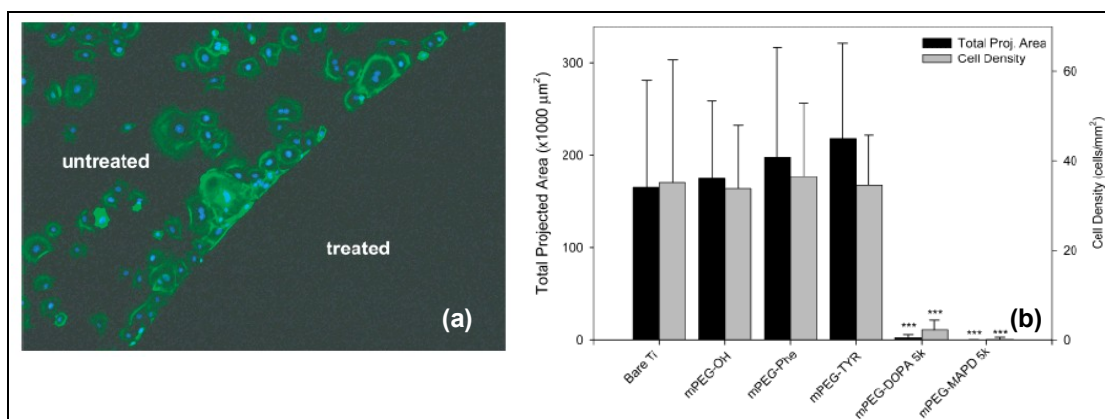 untreated
treated
(a)
Total Proj. Area
Cell Density
Total Projected Area (x1000 µm²)
300
200
100
0
Cell Density (cells/mm²)
60
40
20
0
***
***
***
***
(b)
Bare Ti
mPEG-OH
mPEG-Phe
mPEG-TYR
mPEG-DOPA 5k
mPEG-MAPD 5k